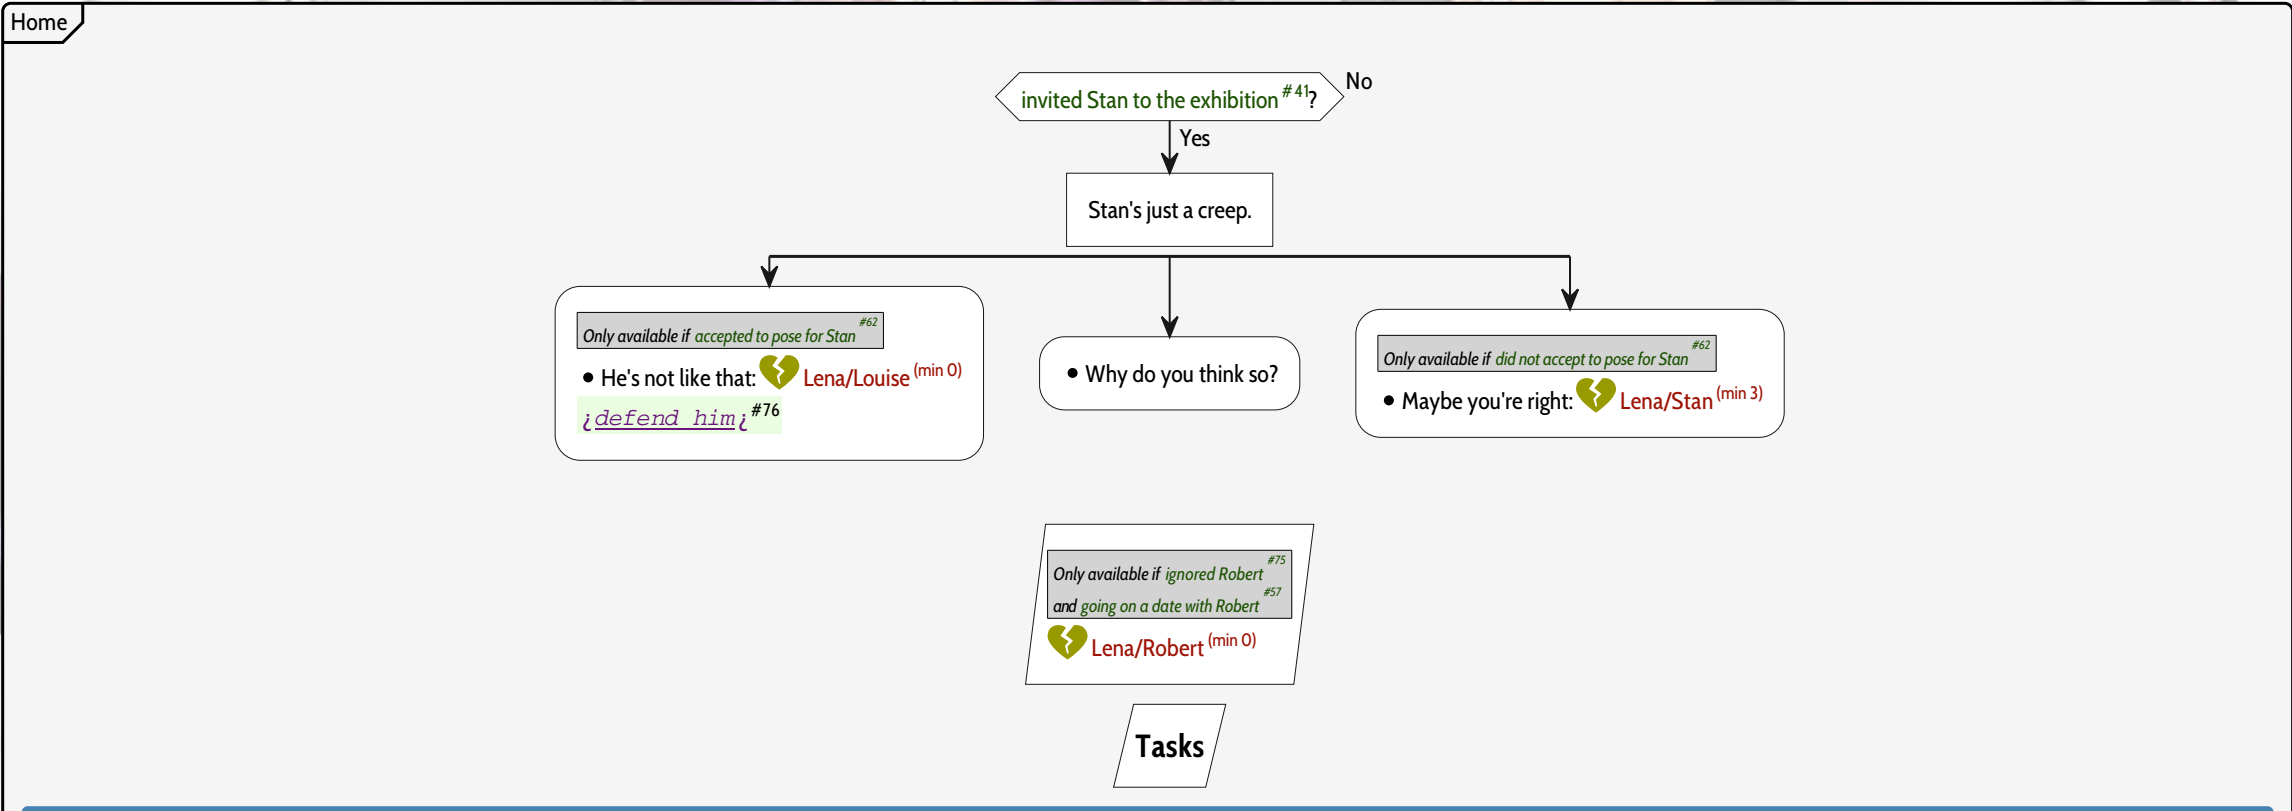 Home
invited Stan to the exhibition #41?
No
Yes
Stan's just a creep.
Only available if accepted to pose for Stan #62
• He's not like that: Lena/Louise (min 0)
¿defend him¿ #76
• Why do you think so?
Only available if did not accept to pose for Stan #62
• Maybe you're right: Lena/Stan (min 3)
Only available if ignored Robert #75
and going on a date with Robert #57
Lena/Robert (min 0)
Tasks